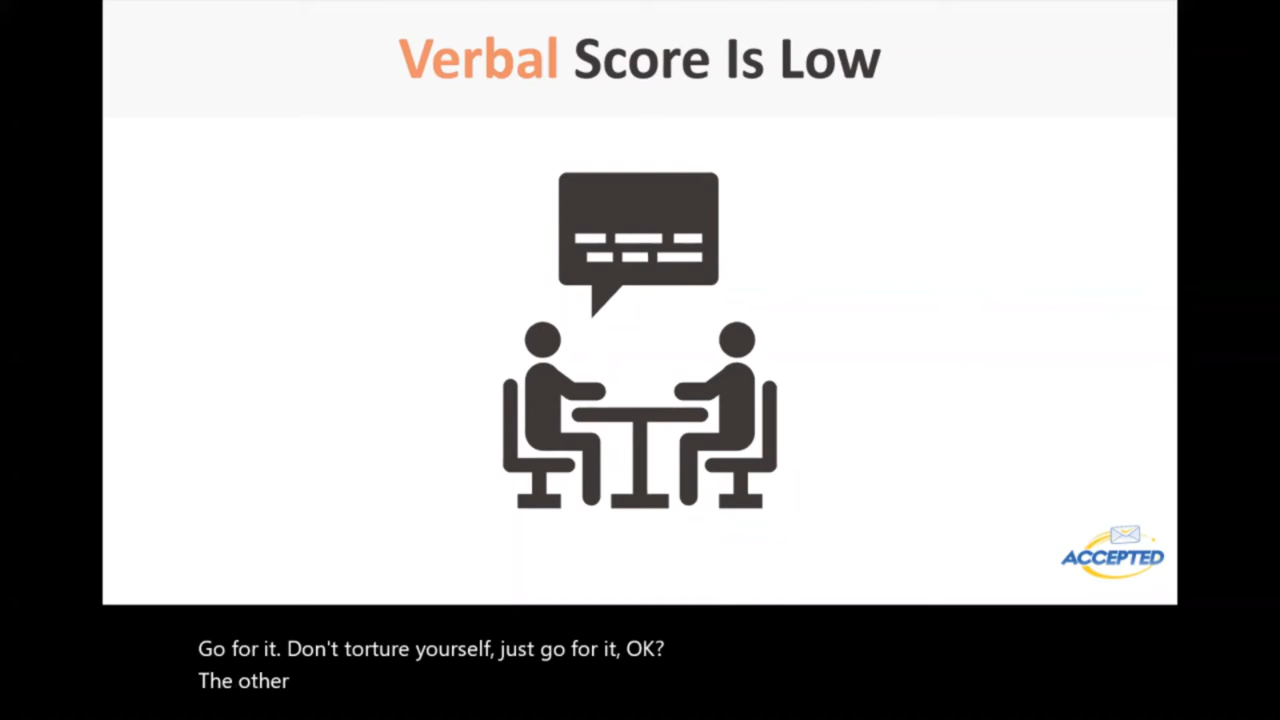 Verbal Score Is Low
ACCEPTED
Go for it. Don't torture yourself, just go for it, OK?
The other